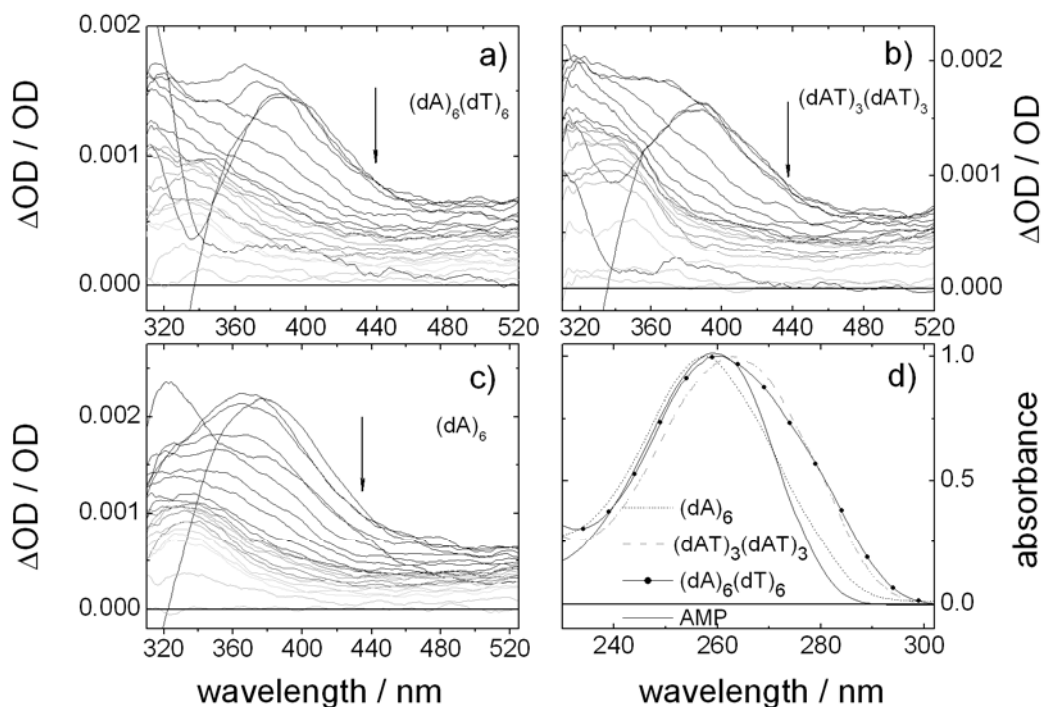 0.002
0.001
0.000
ΔOD / OD
a)
(dA)6(dT)6
320 360 400 440 480 520
b)
(dAT)3(dAT)3
0.002
0.001
0.000
ΔOD / OD
320 360 400 440 480 520
0.002
0.001
0.000
ΔOD / OD
c)
(dA)6
320 360 400 440 480 520
wavelength / nm
d)
(dA)6
(dAT)3(dAT)3
(dA)6(dT)6
AMP
1.0
0.5
0.0
absorbance
240 260 280 300
wavelength / nm